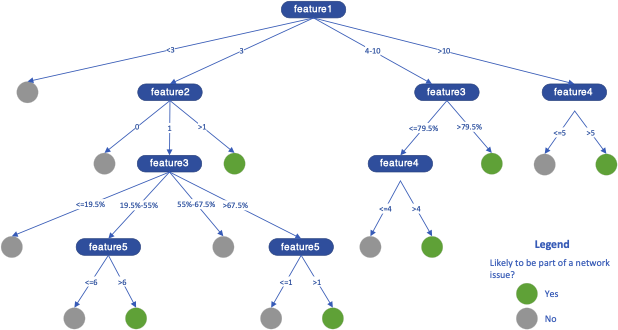 feature1
<3
3
4-10
>10
feature2
feature3
feature4
0
1
>1
<=79.5%
>79.5%
<=5
>5
feature3
feature4
<=19.5%
19.5%-55%
55%-67.5%
>67.5%
<=4
>4
feature5
feature5
<=6
>6
<=1
>1
Legend
Likely to be part of a network
issue?
Yes
No